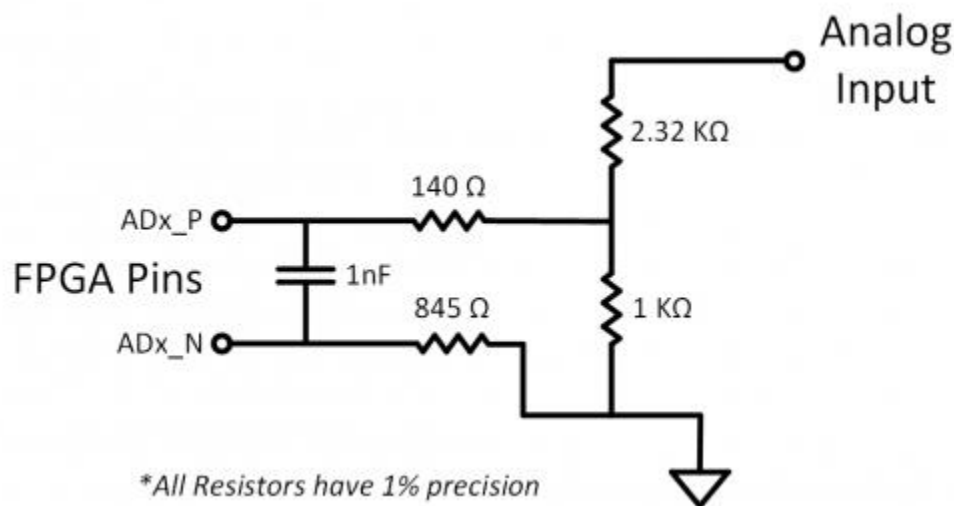 Analog
Input
2.32 KΩ
140 Ω
ADx_P
FPGA Pins
1nF
845 Ω
1 KΩ
ADx_N
*All Resistors have 1% precision